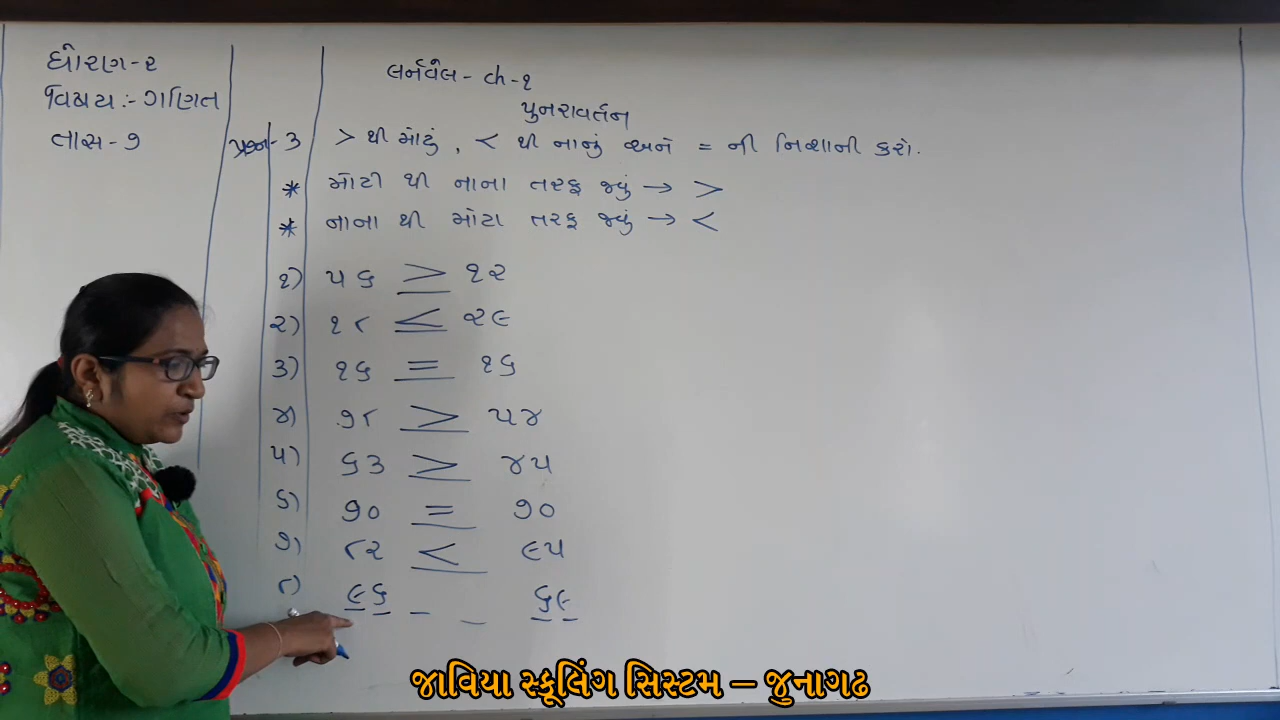 ધોરણ-૨
વિષય :- ગણિત
તાસ - ૭
લર્નવેલ - ch - ૧
પુનરાવર્તન
પ્રશ્ન-૩ > થી મોટું, < થી નાનું અને = ની નિશાની કરો.
* મોટી થી નાના તરફ જવું → >
* નાના થી મોટા તરફ જવું → <
૧) ૫૬ > ૧૨
૨) ૧૮ < ૨૯
૩) ૧૬ = ૧૬
૪) ૭૮ > ૫૪
૫) ૬૩ > ૪૫
૬) ૭૦ = ૭૦
૭) ૮૨ < ૯૫
૮) ૯૬ _ _ ૬૯
જાવિયા સ્કૂલિંગ સિસ્ટમ – જુનાગઢ